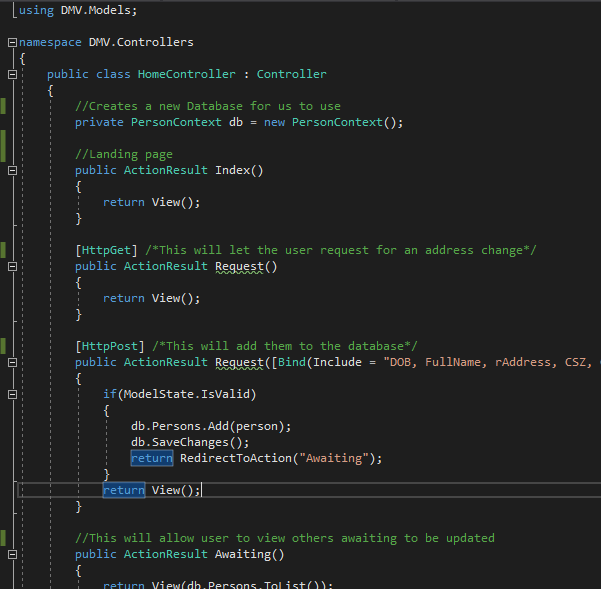 using DMV.Models;
namespace DMV.Controllers
{
public class HomeController : Controller
{
//Creates a new Database for us to use
private PersonContext db = new PersonContext();
//Landing page
public ActionResult Index()
{
return View();
}
[HttpGet] /*This will let the user request for an address change*/
public ActionResult Request()
{
return View();
}
[HttpPost] /*This will add them to the database*/
public ActionResult Request([Bind(Include = "DOB, FullName, rAddress, CSZ,
{
if(ModelState.IsValid)
{
db.Persons.Add(person);
db.SaveChanges();
return RedirectToAction("Awaiting");
}
return View();
}
//This will allow user to view others awaiting to be updated
public ActionResult Awaiting()
{
return View(db.Persons.ToList());